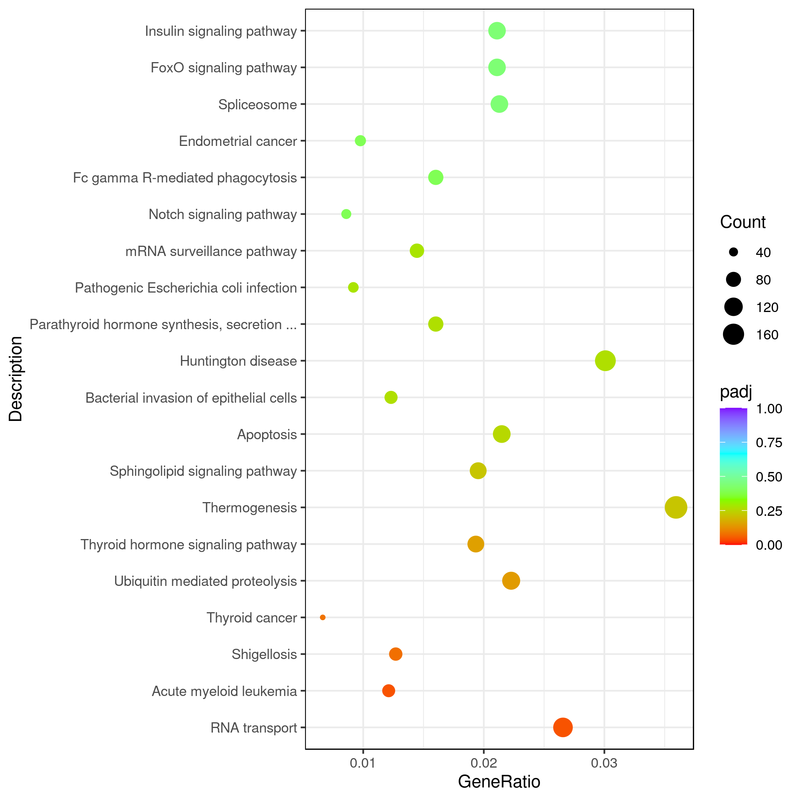 Insulin signaling pathway
FoxO signaling pathway
Spliceosome
Endometrial cancer
Fc gamma R-mediated phagocytosis
Notch signaling pathway
mRNA surveillance pathway
Pathogenic Escherichia coli infection
Parathyroid hormone synthesis, secretion ...
Huntington disease
Bacterial invasion of epithelial cells
Apoptosis
Sphingolipid signaling pathway
Thermogenesis
Thyroid hormone signaling pathway
Ubiquitin mediated proteolysis
Thyroid cancer
Shigellosis
Acute myeloid leukemia
RNA transport
Description
0.01 0.02 0.03
GeneRatio
Count
40
80
120
160
padj
1.00
0.75
0.50
0.25
0.00